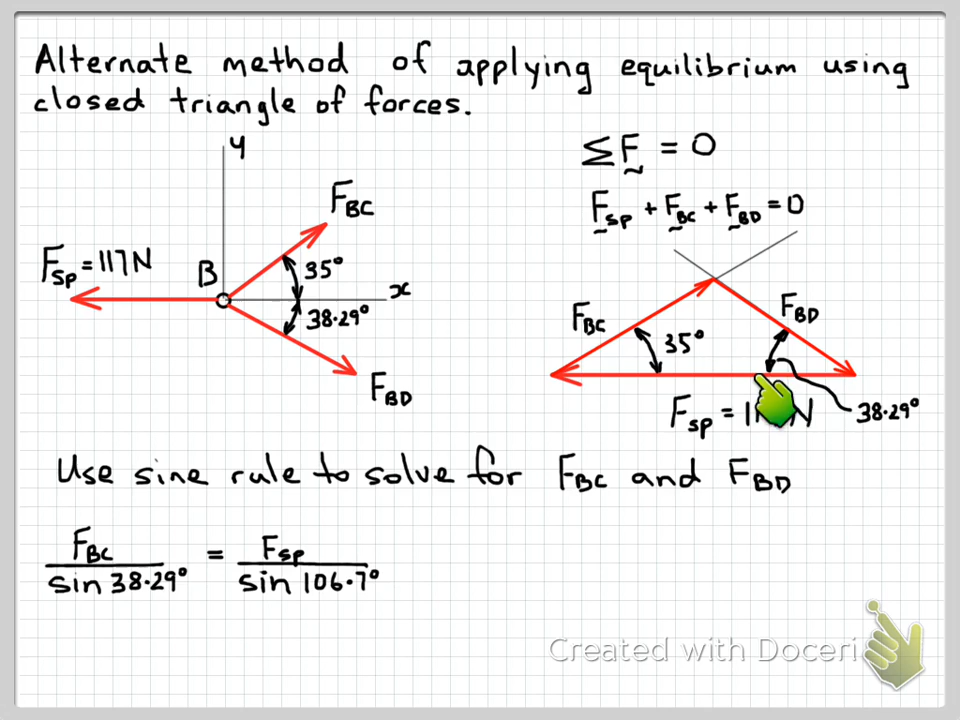 Alternate method of applying equilibrium using
closed triangle of forces.
y
F_BC
F_sp = 117N
B
35°
x
38.29°
F_BD
∑F = 0
F_sp + F_BC + F_BD = 0
F_BC
F_BD
35°
F_sp =
38.29°
Use sine rule to solve for F_BC and F_BD
F_BC / sin 38.29° = F_sp / sin 106.7°
Created with Doceri